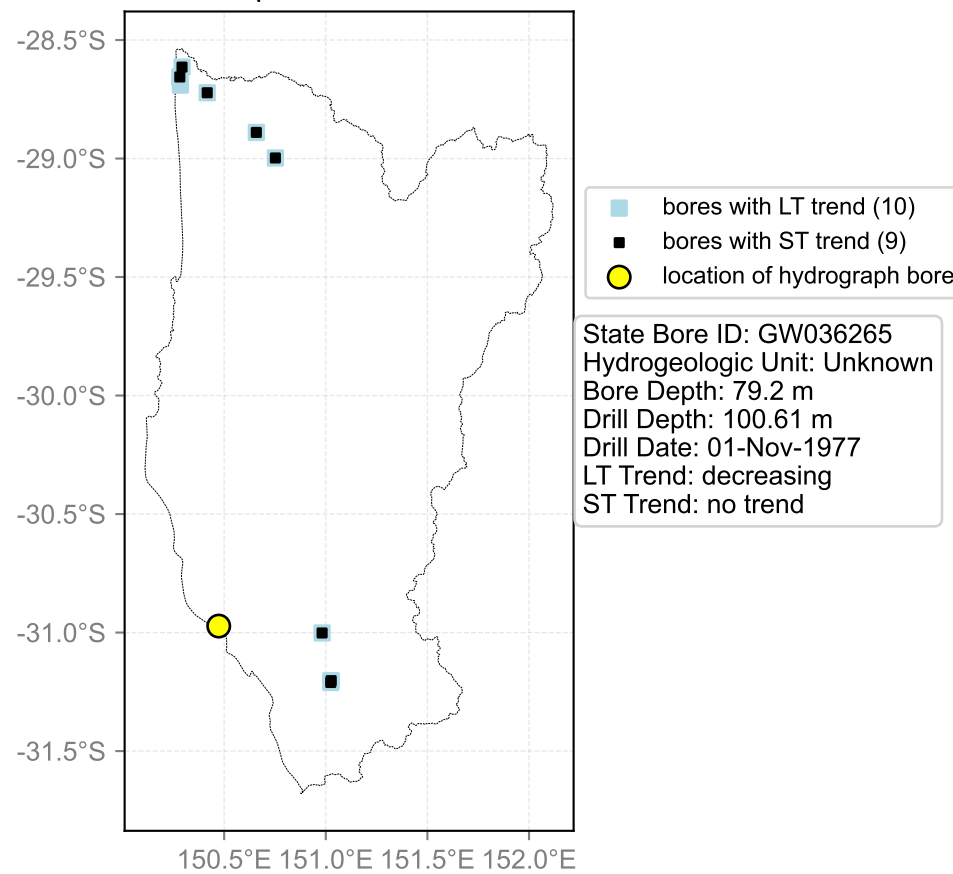 -28.5°S
-29.0°S
-29.5°S
-30.0°S
-30.5°S
-31.0°S
-31.5°S
150.5°E 151.0°E 151.5°E 152.0°E
bores with LT trend (10)
bores with ST trend (9)
location of hydrograph bore
State Bore ID: GW036265
Hydrogeologic Unit: Unknown
Bore Depth: 79.2 m
Drill Depth: 100.61 m
Drill Date: 01-Nov-1977
LT Trend: decreasing
ST Trend: no trend